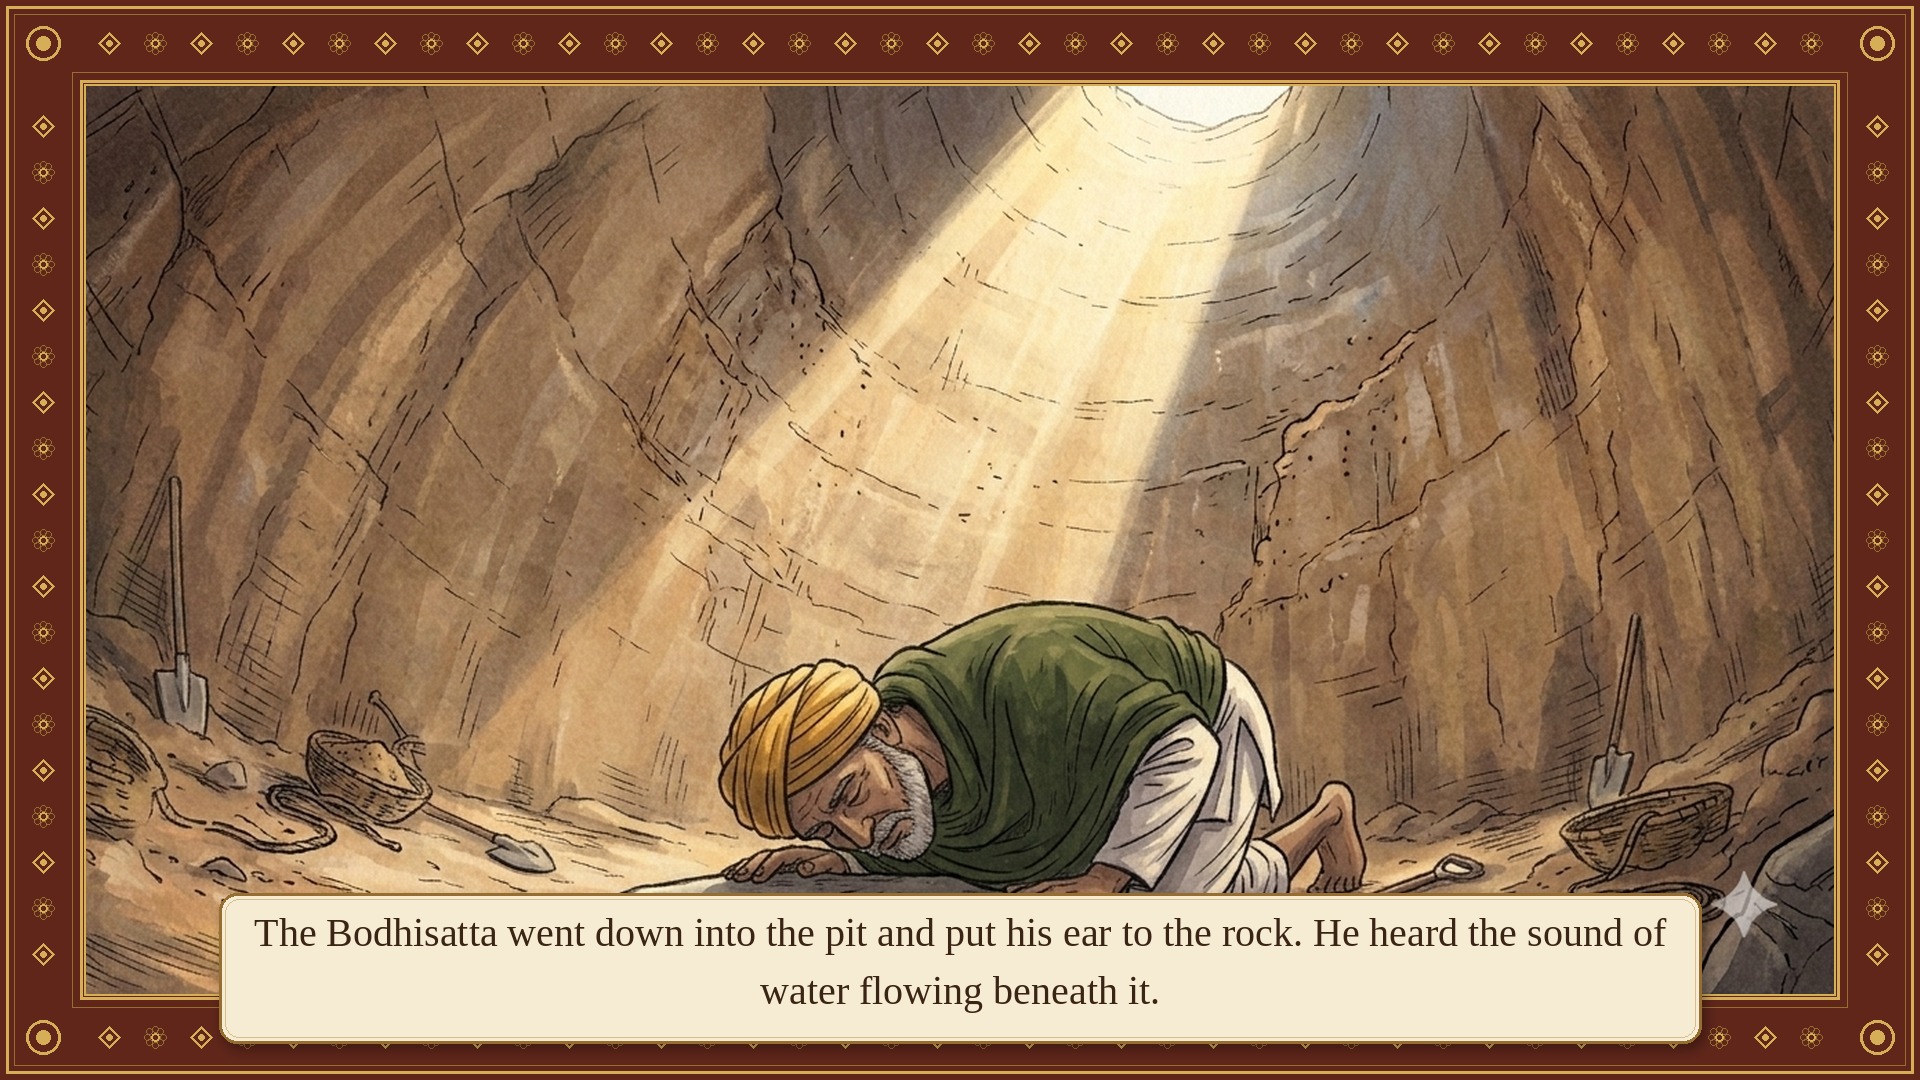 The Bodhisatta went down into the pit and put his ear to the rock. He heard the sound of
water flowing beneath it.